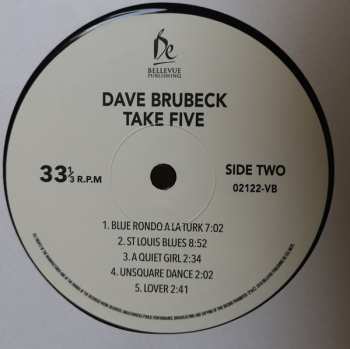 BELLEVUE
PUBLISHING
DAVE BRUBECK
TAKE FIVE
33 1/3 R.P.M
SIDE TWO
02122-VB
1. BLUE RONDO A LA TURK 7:02
2. ST LOUIS BLUES 8:52
3. A QUIET GIRL 2:34
4. UNSQUARE DANCE 2:02
5. LOVER 2:41